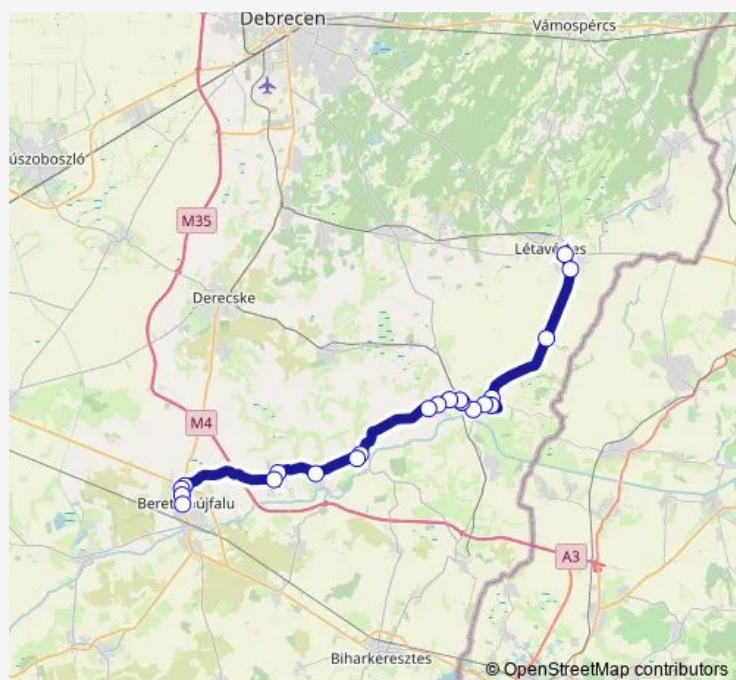 Debrecen
Vámospércs
úszoboszló
M35
Derecske
M4
A3
Biharkeresztes
© OpenStreetMap contributors